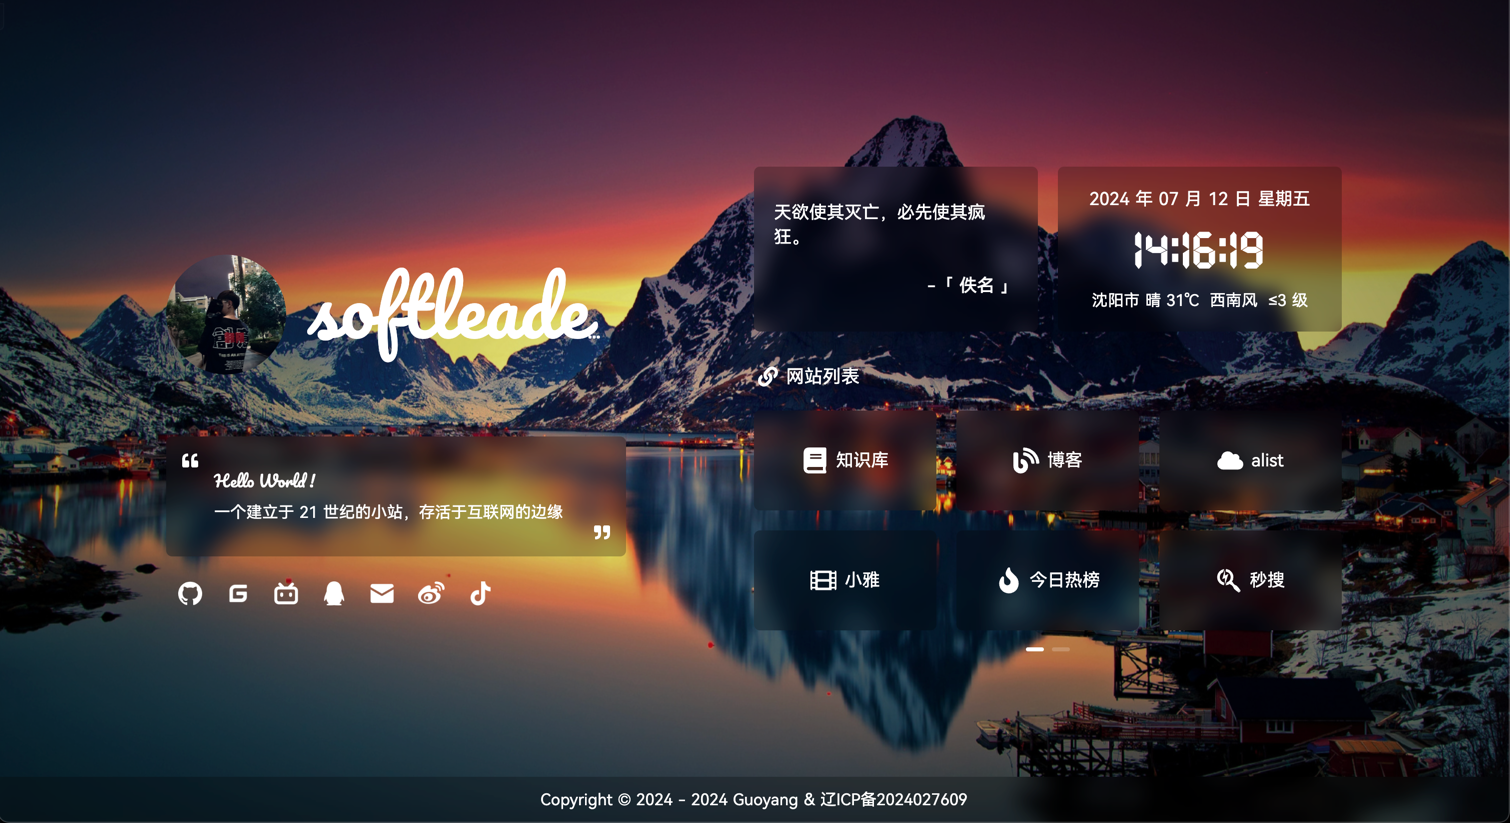 softleade...
“
Hello World !
一个建立于 21 世纪的小站，存活于互联网的边缘
”
天欲使其灭亡，必先使其疯
狂。
-「 佚名 」
2024 年 07 月 12 日 星期五
14:16:19
沈阳市 晴 31℃ 西南风 ≤3 级
网站列表
知识库
博客
alist
小雅
今日热榜
秒搜
Copyright © 2024 - 2024 Guoyang & 辽ICP备2024027609